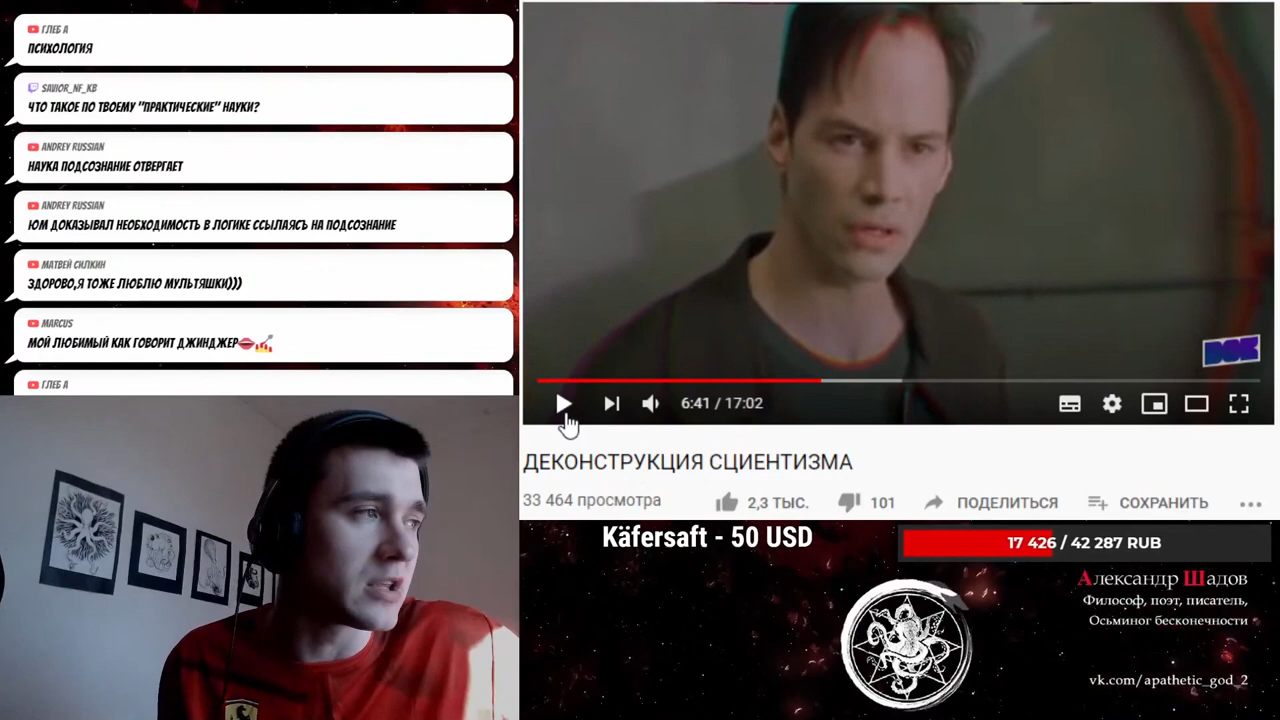 ГЛЕБ А
ПСИХОЛОГИЯ
SAVIOR_NF_KB
ЧТО ТАКОЕ ПО ТВОЕМУ "ПРАКТИЧЕСКИЕ" НАУКИ?
ANDREY RUSSIAN
НАУКА ПОДСОЗНАНИЕ ОТВЕРГАЕТ
ANDREY RUSSIAN
ЮМ ДОКАЗЫВАЛ НЕОБХОДИМОСТЬ В ЛОГИКЕ ССЫЛАЯСЬ НА ПОДСОЗНАНИЕ
МАТВЕЙ СИЛКИН
ЗДОРОВО,Я ТОЖЕ ЛЮБЛЮ МУЛЬТЯШКИ)))
MARCUS
МОЙ ЛЮБИМЫЙ КАК ГОВОРИТ ДЖИНДЖЕР
ГЛЕБ А
6:41 / 17:02
ДЕКОНСТРУКЦИЯ СЦИЕНТИЗМА
33 464 просмотра
2,3 ТЫС.
101
ПОДЕЛИТЬСЯ
СОХРАНИТЬ
Käfersaft - 50 USD
17 426 / 42 287 RUB
Александр Шадов
Философ, поэт, писатель,
Осьминог бесконечности
vk.com/apathetic_god_2